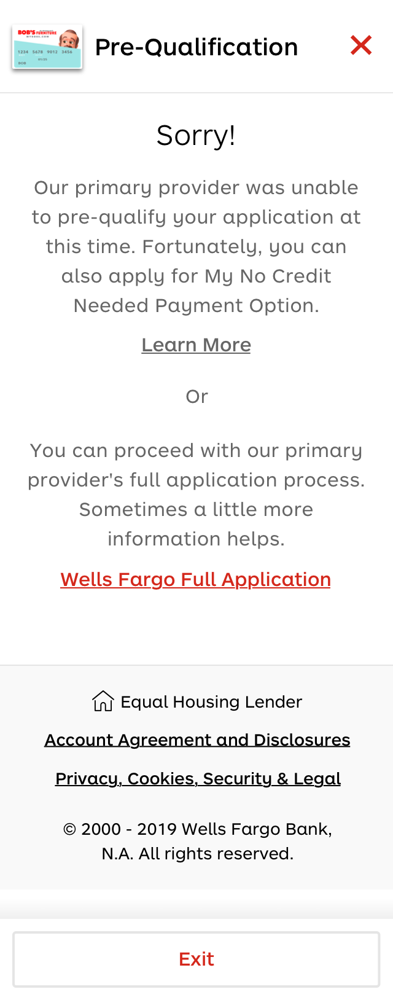 BOB'S
FURNITURE
1234 5678 9012 3456
BOB
Pre-Qualification
Sorry!
Our primary provider was unable
to pre-qualify your application at
this time. Fortunately, you can
also apply for My No Credit
Needed Payment Option.
Learn More
Or
You can proceed with our primary
provider's full application process.
Sometimes a little more
information helps.
Wells Fargo Full Application
Equal Housing Lender
Account Agreement and Disclosures
Privacy, Cookies, Security & Legal
© 2000 - 2019 Wells Fargo Bank,
N.A. All rights reserved.
Exit